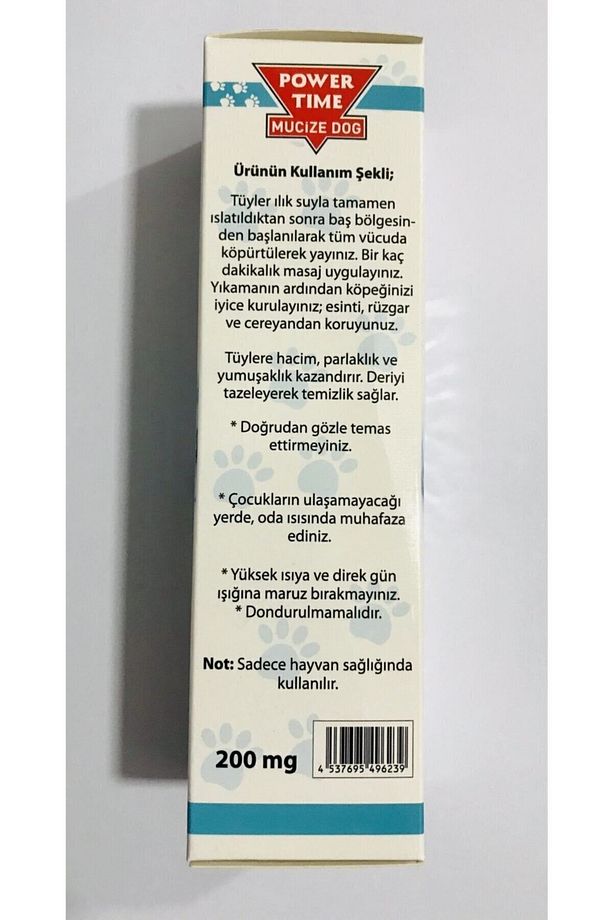 POWER
TIME
MUCİZE DOG
Ürünün Kullanım Şekli;
Tüyler ılık suyla tamamen
ıslatıldıktan sonra baş bölgesin-
den başlanılarak tüm vücuda
köpürtülerek yayınız. Bir kaç
dakikalık masaj uygulayınız.
Yıkamanın ardından köpeğinizi
iyice kurulayınız; esinti, rüzgar
ve cereyandan koruyunuz.
Tüylere hacim, parlaklık ve
yumuşaklık kazandırır. Deriyi
tazeleyerek temizlik sağlar.
* Doğrudan gözle temas
ettirmeyiniz.
* Çocukların ulaşamayacağı
yerde, oda ısısında muhafaza
ediniz.
* Yüksek ısıya ve direk gün
ışığına maruz bırakmayınız.
* Dondurulmamalıdır.
Not: Sadece hayvan sağlığında
kullanılır.
200 mg
4 537695 496239